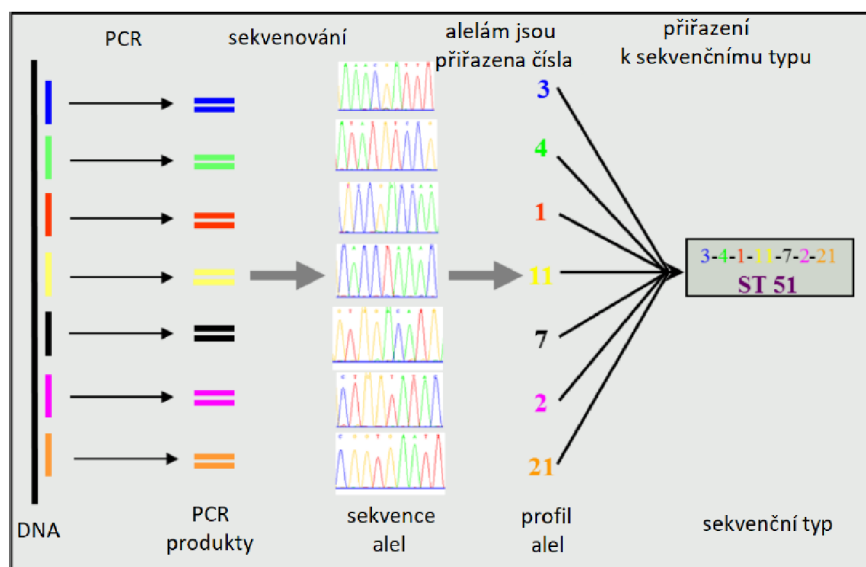 PCR
sekvenování
alelám jsou
přiřazena čísla
přiřazení
k sekvenčnímu typu
3
4
1
11
7
2
21
3-4-1-11-7-2-21
ST 51
DNA
PCR
produkty
sekvence
alel
profil
alel
sekvenční typ